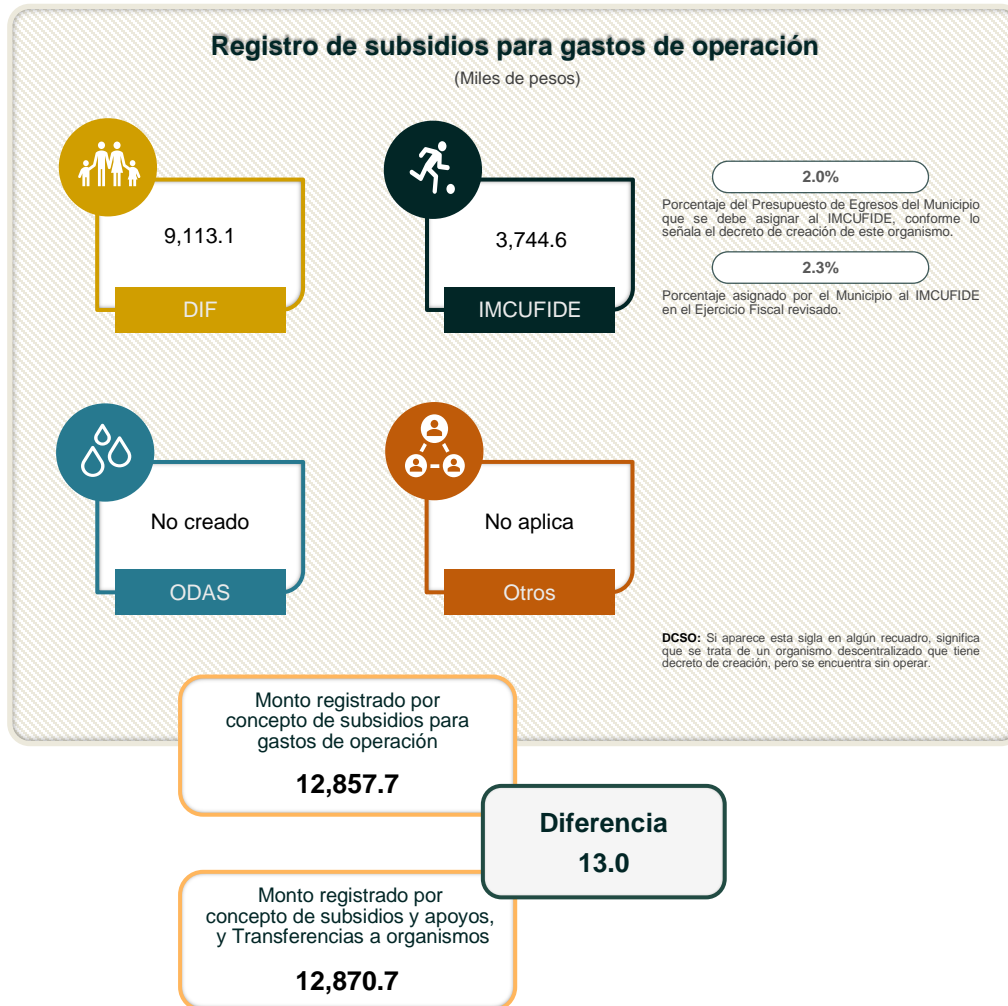 Registro de subsidios para gastos de operación
(Miles de pesos)
9,113.1
DIF
3,744.6
IMCUFIDE
2.0%
Porcentaje del Presupuesto de Egresos del Municipio
que se debe asignar al IMCUFIDE, conforme lo
señala el decreto de creación de este organismo.
2.3%
Porcentaje asignado por el Municipio al IMCUFIDE
en el Ejercicio Fiscal revisado.
No creado
ODAS
No aplica
Otros
DCSO: Si aparece esta sigla en algún recuadro, significa
que se trata de un organismo descentralizado que tiene
decreto de creación, pero se encuentra sin operar.
Monto registrado por
concepto de subsidios para
gastos de operación
12,857.7
Diferencia
13.0
Monto registrado por
concepto de subsidios y apoyos,
y Transferencias a organismos
12,870.7